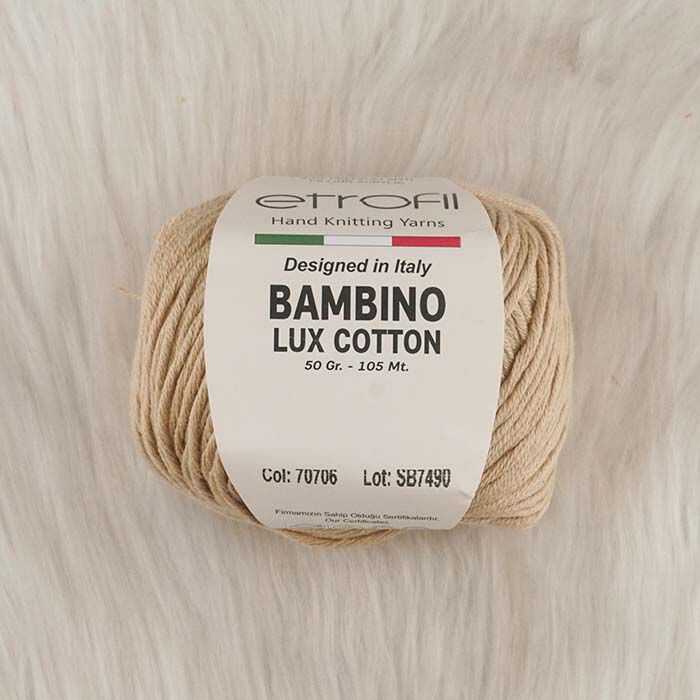 etrofil
Hand Knitting Yarns
Designed in Italy
BAMBINO
LUX COTTON
50 Gr. - 105 Mt.
Col: 70706 Lot: SB7490
Firmamızın Sahip Olduğu Sertifikalardır.
Our Certificates